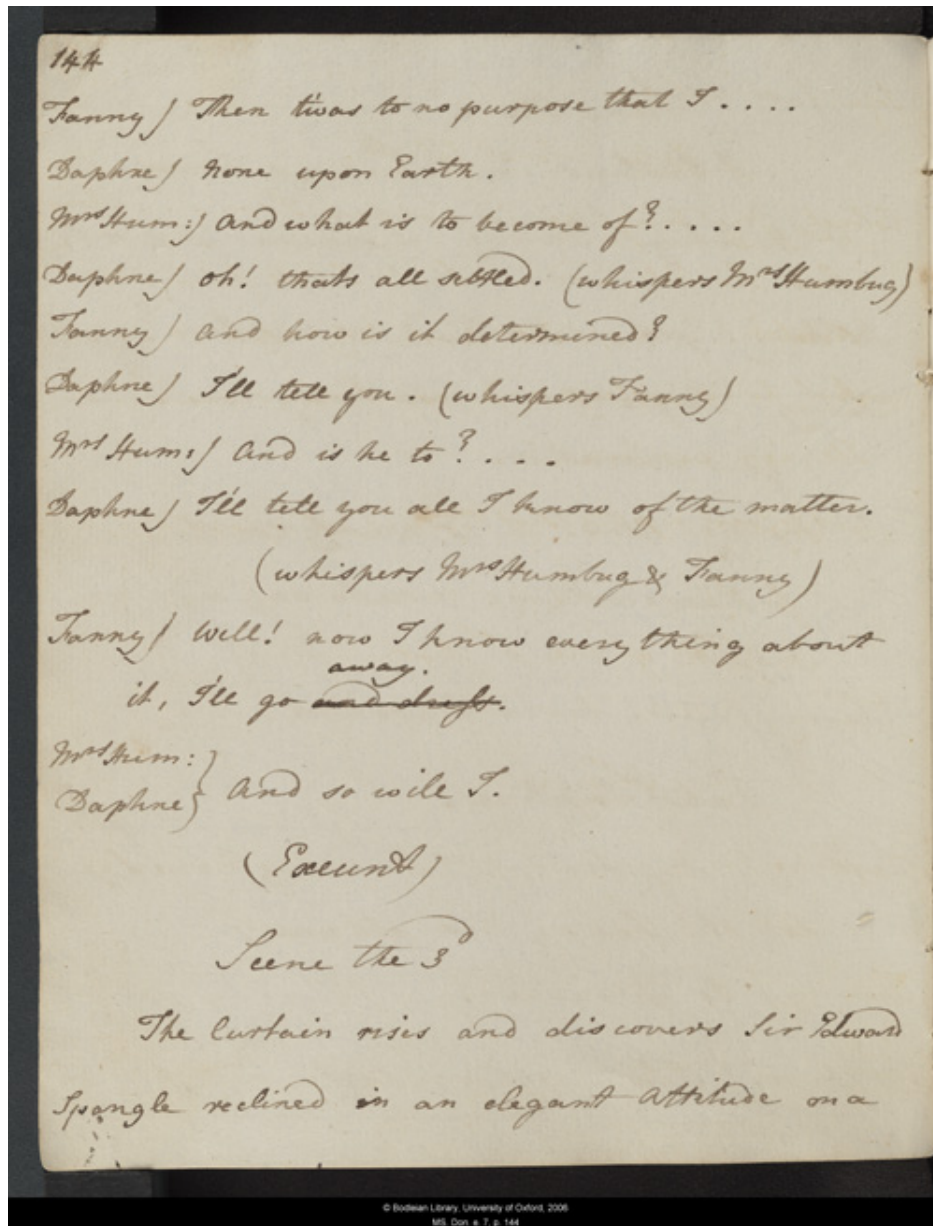 144
Fanny) Then t'was to no purpose that I . . . .
Daphne) None upon Earth.
Mrs Hum:) And what is to become of? . . . .
Daphne) oh! thats all settled. (whispers Mrs Humbug)
Fanny) And how is it determined?
Daphne) I'll tell you. (whispers Fanny)
Mrs Hum:) And is he to? . . . .
Daphne) I'll tell you all I know of the matter.
(whispers Mrs Humbug & Fanny)
Fanny) Well! now I know every thing about
away.
it, I'll go and dress.
Mrs Hum:}
Daphne} And so will I.
(Exeunt)
Scene the 3d
The Curtain rises and discovers Sir Edward
Spangle reclined in an elegant Attitude on a
© Bodleian Library, University of Oxford, 2006
MS. Don. e. 7, p. 144